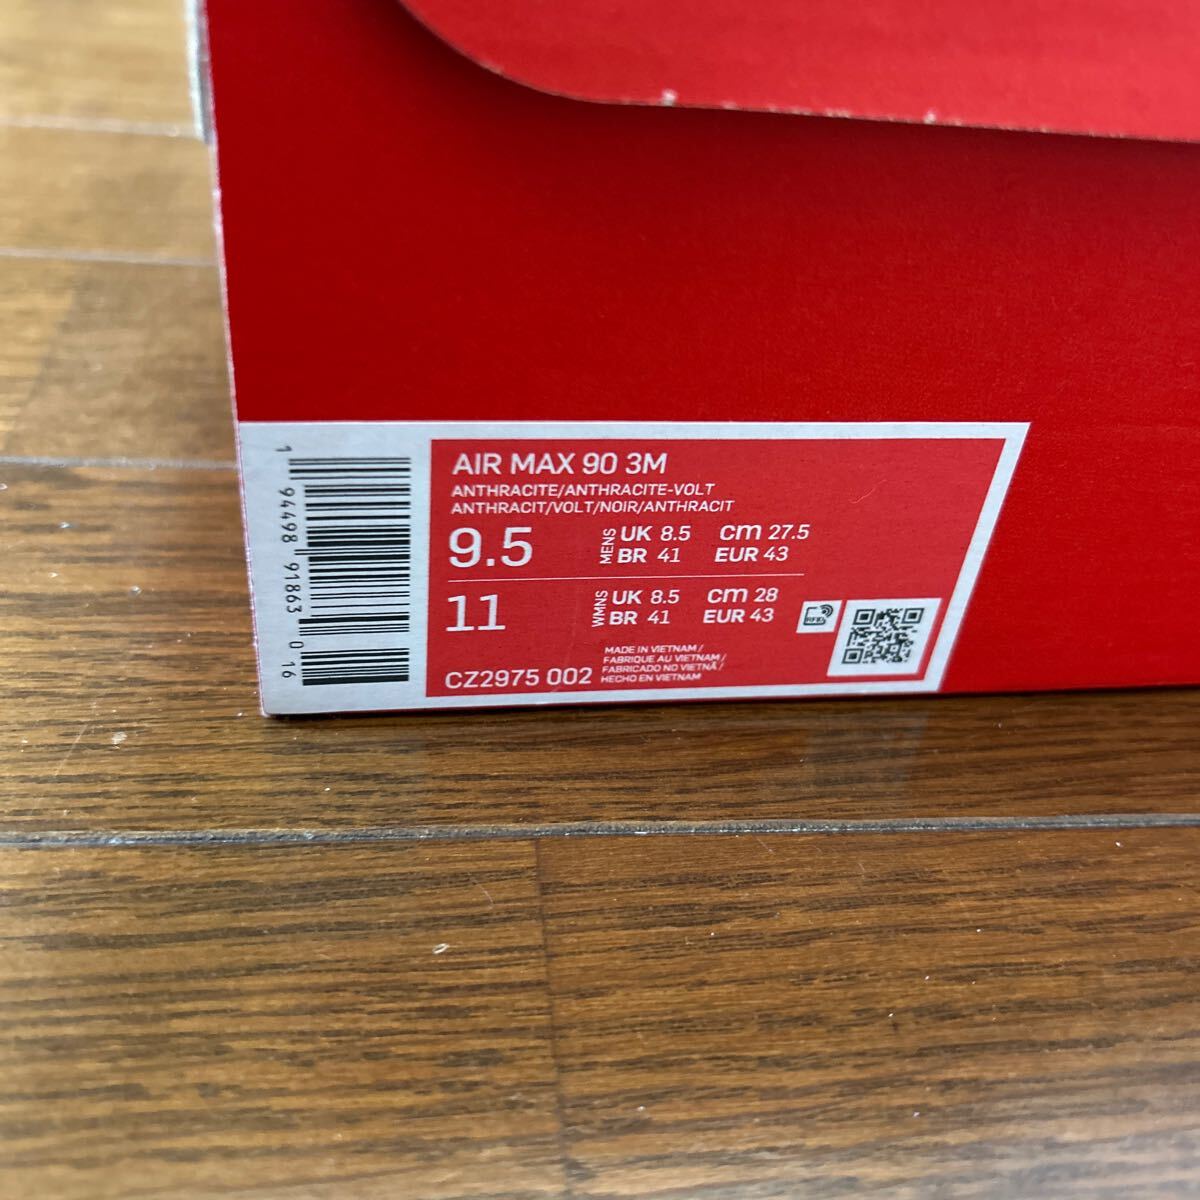 AIR MAX 90 3M
ANTHRACITE/ANTHRACITE-VOLT
ANTHRACIT/VOLT/NOIR/ANTHRACIT
9.5 MENS UK 8.5 cm 27.5
BR 41 EUR 43
11 WMNS UK 8.5 cm 28
BR 41 EUR 43
RFID
CZ2975 002
MADE IN VIETNAM /
FABRIQUE AU VIETNAM /
FABRICADO NO VIETNÃ /
HECHO EN VIETNAM
1 94498 91863 0 16